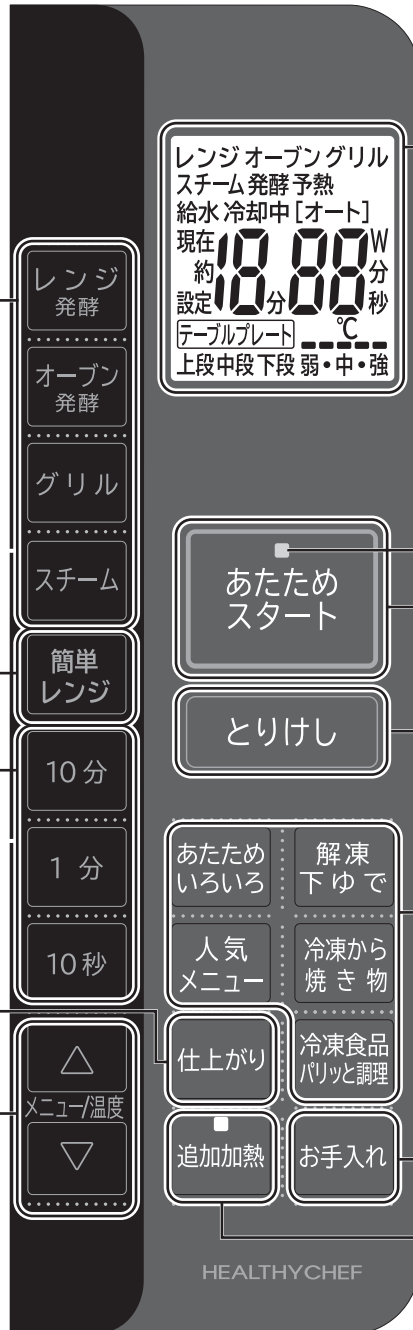 レンジ オーブン グリル
スチーム 発酵 予熱
給水 冷却中 [オート]
現在
約
設定
18分88
W
分
秒
テーブルプレート
℃
上段 中段 下段 弱・中・強
レンジ
発酵
オーブン
発酵
グリル
スチーム
簡単
レンジ
10分
1分
10秒
△
メニュー/温度
▽
あたため
スタート
とりけし
あたため
いろいろ
解凍
下ゆで
人気
メニュー
冷凍から
焼き物
仕上がり
冷凍食品
パリッと調理
追加加熱
お手入れ
HEALTHYCHEF